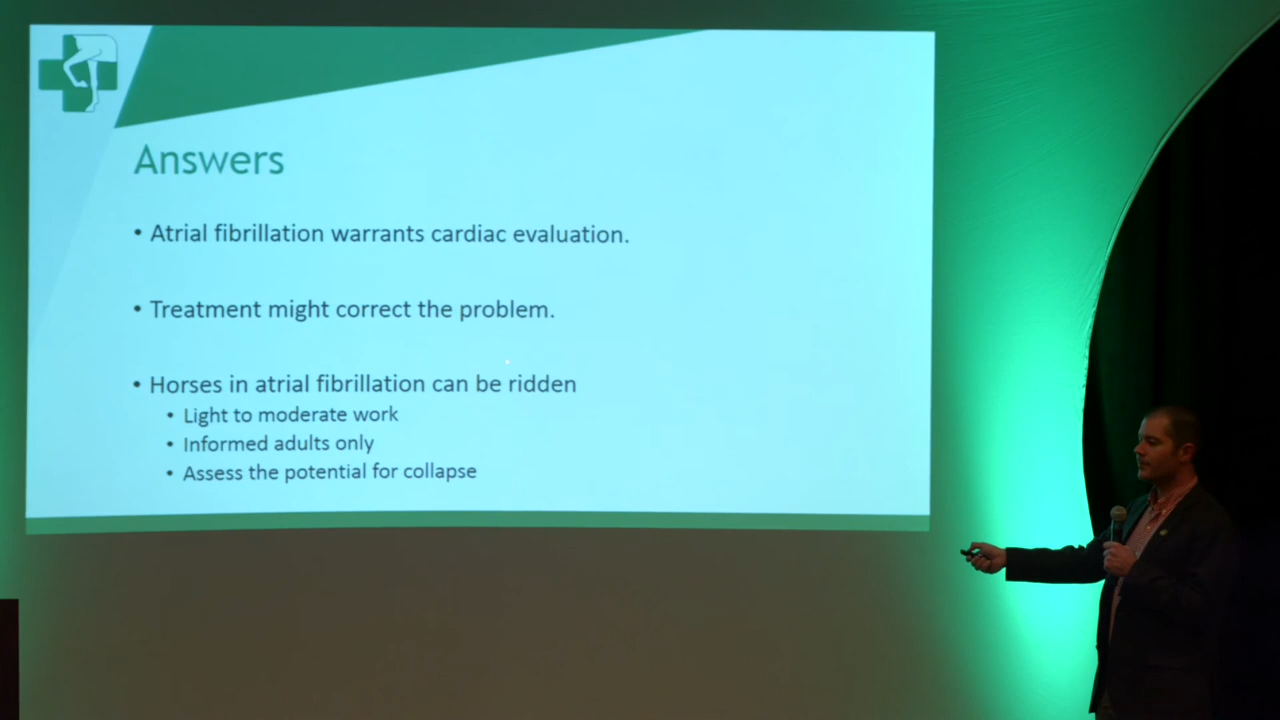 Answers
• Atrial fibrillation warrants cardiac evaluation.
• Treatment might correct the problem.
• Horses in atrial fibrillation can be ridden
• Light to moderate work
• Informed adults only
• Assess the potential for collapse